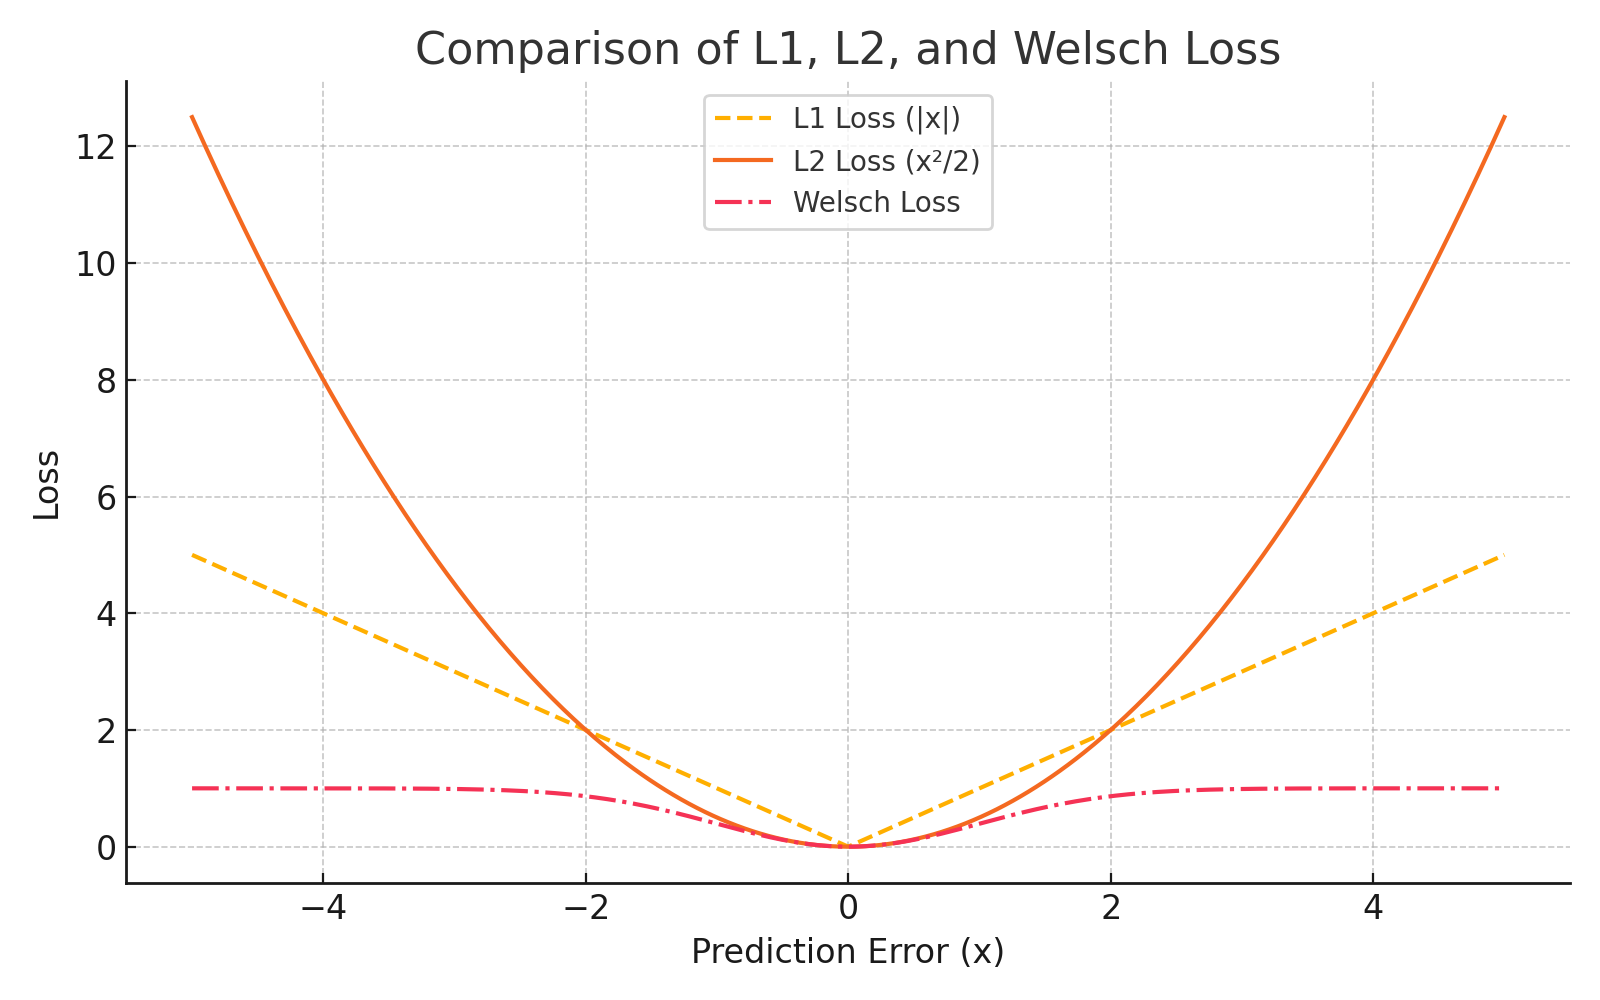 Comparison of L1, L2, and Welsch Loss
L1 Loss (|x|)
L2 Loss (x²/2)
Welsch Loss
12
10
8
6
4
2
0
Loss
−4
−2
0
2
4
Prediction Error (x)